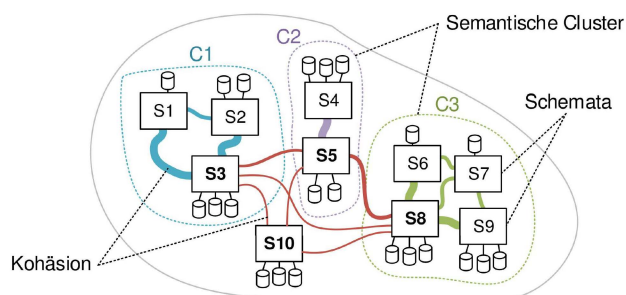 Semantische Cluster
C2
C1
C3
Schemata
S1
S2
S4
S3
S5
S6
S7
S8
S9
S10
Kohäsion